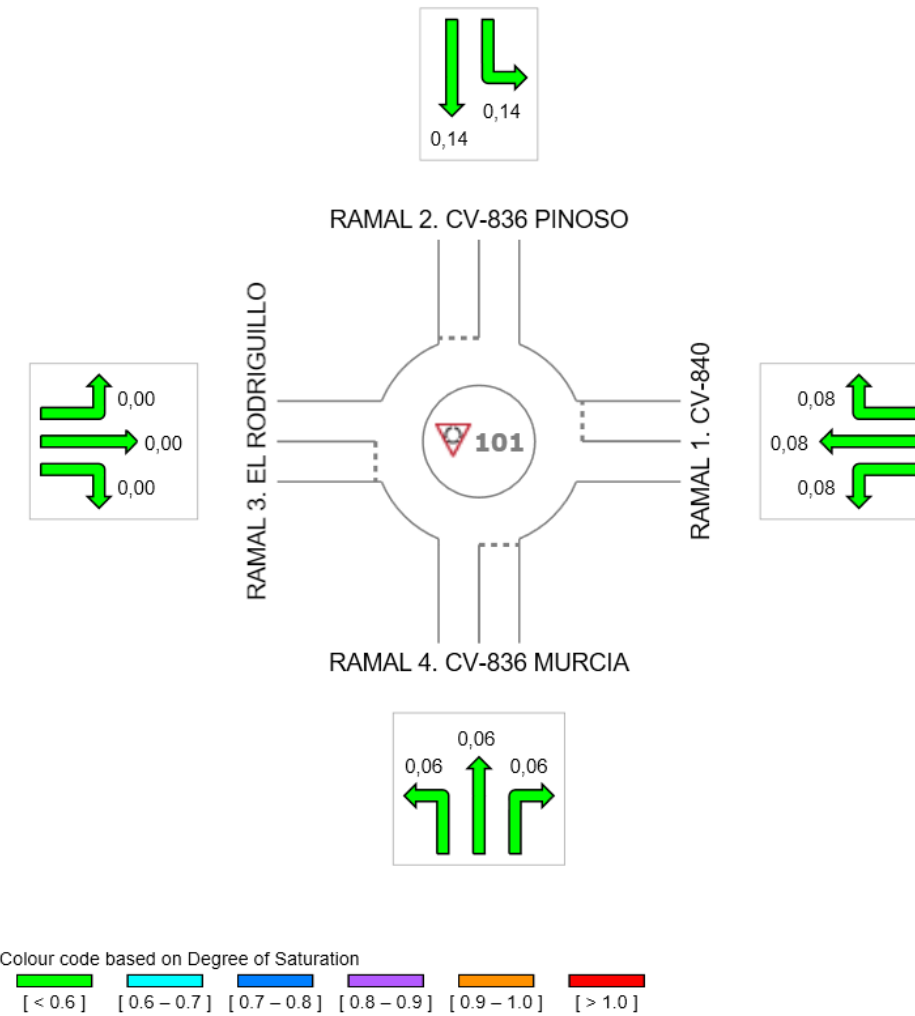 0,14
0,14
RAMAL 2. CV-836 PINOSO
RAMAL 3. EL RODRIGUILLO
0,00
0,00
0,00
101
RAMAL 1. CV-840
0,08
0,08
0,08
RAMAL 4. CV-836 MURCIA
0,06
0,06
0,06
Colour code based on Degree of Saturation
[ < 0.6 ] [ 0.6 – 0.7 ] [ 0.7 – 0.8 ] [ 0.8 – 0.9 ] [ 0.9 – 1.0 ] [ > 1.0 ]